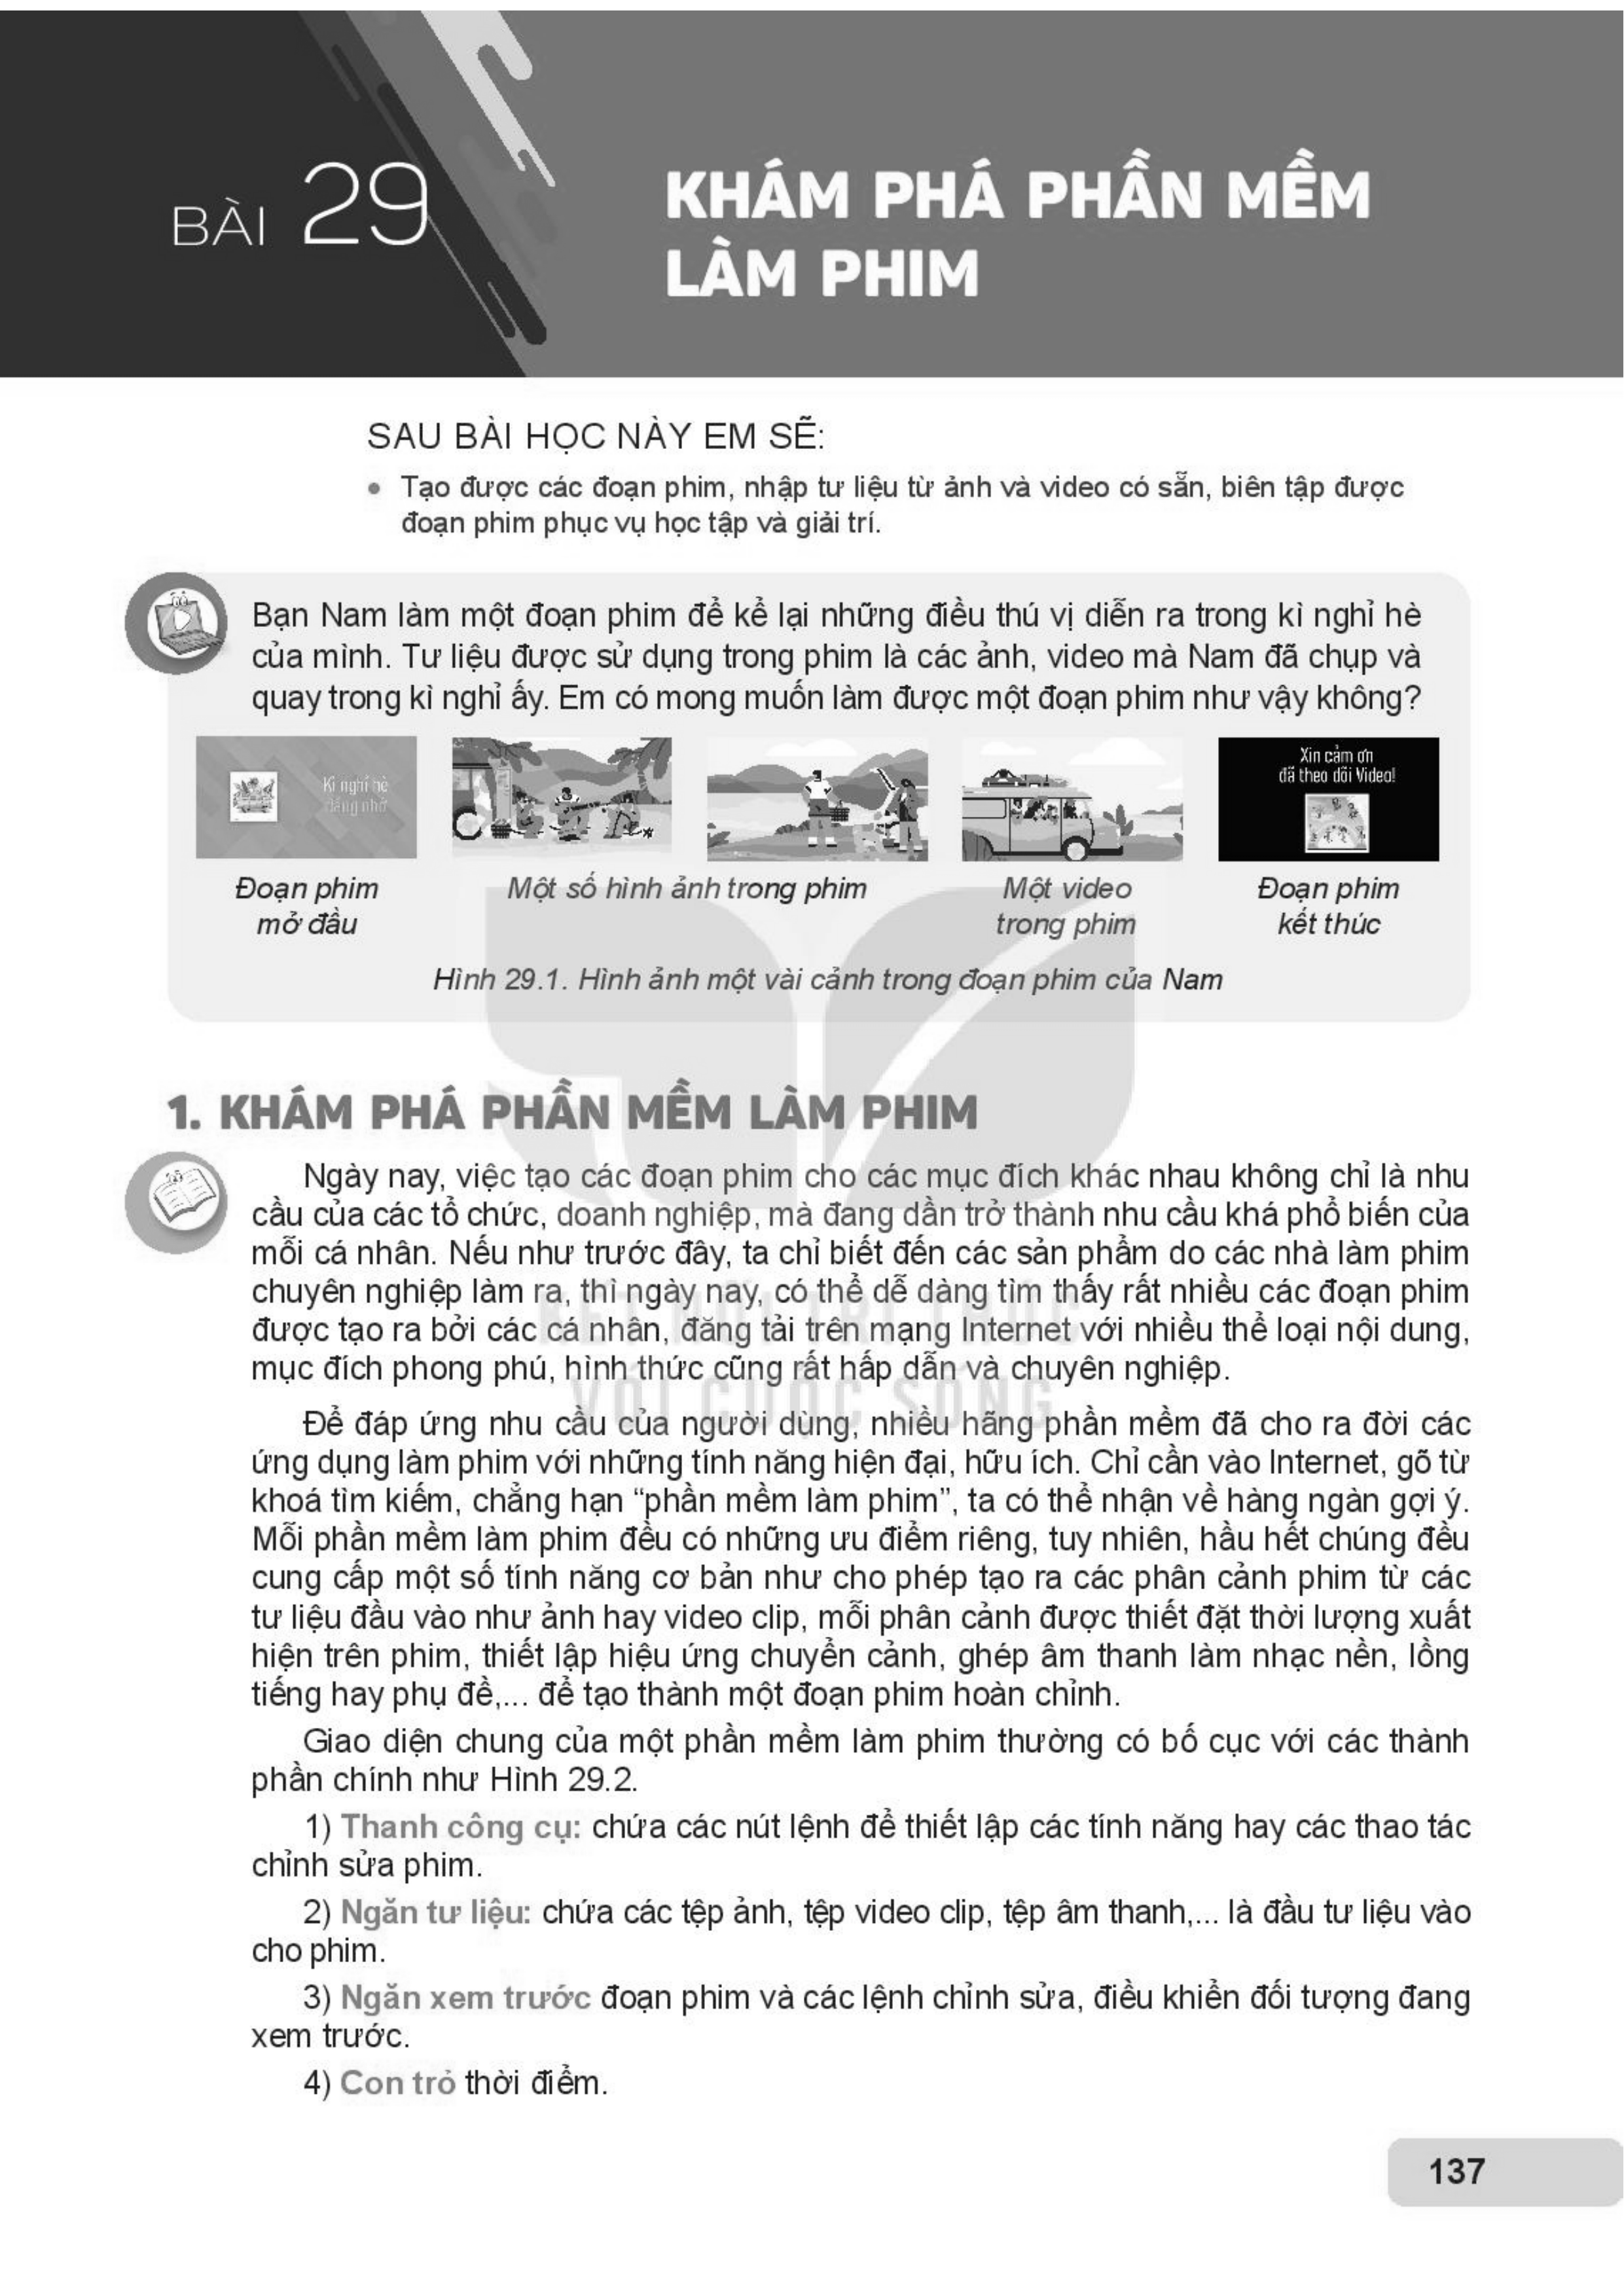 BÀI 29
KHÁM PHÁ PHẦN MỀM
LÀM PHIM
SAU BÀI HỌC NÀY EM SẼ:
• Tạo được các đoạn phim, nhập tư liệu từ ảnh và video có sẵn, biên tập được
đoạn phim phục vụ học tập và giải trí.
Bạn Nam làm một đoạn phim để kể lại những điều thú vị diễn ra trong kì nghỉ hè
của mình. Tư liệu được sử dụng trong phim là các ảnh, video mà Nam đã chụp và
quay trong kì nghỉ ấy. Em có mong muốn làm được một đoạn phim như vậy không?
Kì nghỉ hè
đáng nhớ
Xin cảm ơn
đã theo dõi Video!
Đoạn phim
mở đầu
Một số hình ảnh trong phim
Một video
trong phim
Đoạn phim
kết thúc
Hình 29.1. Hình ảnh một vài cảnh trong đoạn phim của Nam
1. KHÁM PHÁ PHẦN MỀM LÀM PHIM
Ngày nay, việc tạo các đoạn phim cho các mục đích khác nhau không chỉ là nhu
cầu của các tổ chức, doanh nghiệp, mà đang dần trở thành nhu cầu khá phổ biến của
mỗi cá nhân. Nếu như trước đây, ta chỉ biết đến các sản phẩm do các nhà làm phim
chuyên nghiệp làm ra, thì ngày nay, có thể dễ dàng tìm thấy rất nhiều các đoạn phim
được tạo ra bởi các cá nhân, đăng tải trên mạng Internet với nhiều thể loại nội dung,
mục đích phong phú, hình thức cũng rất hấp dẫn và chuyên nghiệp.
KẾT NỐI TRI THỨC
VỚI CUỘC SỐNG
Để đáp ứng nhu cầu của người dùng, nhiều hãng phần mềm đã cho ra đời các
ứng dụng làm phim với những tính năng hiện đại, hữu ích. Chỉ cần vào Internet, gõ từ
khoá tìm kiếm, chẳng hạn “phần mềm làm phim”, ta có thể nhận về hàng ngàn gợi ý.
Mỗi phần mềm làm phim đều có những ưu điểm riêng, tuy nhiên, hầu hết chúng đều
cung cấp một số tính năng cơ bản như cho phép tạo ra các phân cảnh phim từ các
tư liệu đầu vào như ảnh hay video clip, mỗi phân cảnh được thiết đặt thời lượng xuất
hiện trên phim, thiết lập hiệu ứng chuyển cảnh, ghép âm thanh làm nhạc nền, lồng
tiếng hay phụ đề,... để tạo thành một đoạn phim hoàn chỉnh.
Giao diện chung của một phần mềm làm phim thường có bố cục với các thành
phần chính như Hình 29.2.
1) Thanh công cụ: chứa các nút lệnh để thiết lập các tính năng hay các thao tác
chỉnh sửa phim.
2) Ngăn tư liệu: chứa các tệp ảnh, tệp video clip, tệp âm thanh,... là đầu tư liệu vào
cho phim.
3) Ngăn xem trước đoạn phim và các lệnh chỉnh sửa, điều khiển đối tượng đang
xem trước.
4) Con trỏ thời điểm.
137